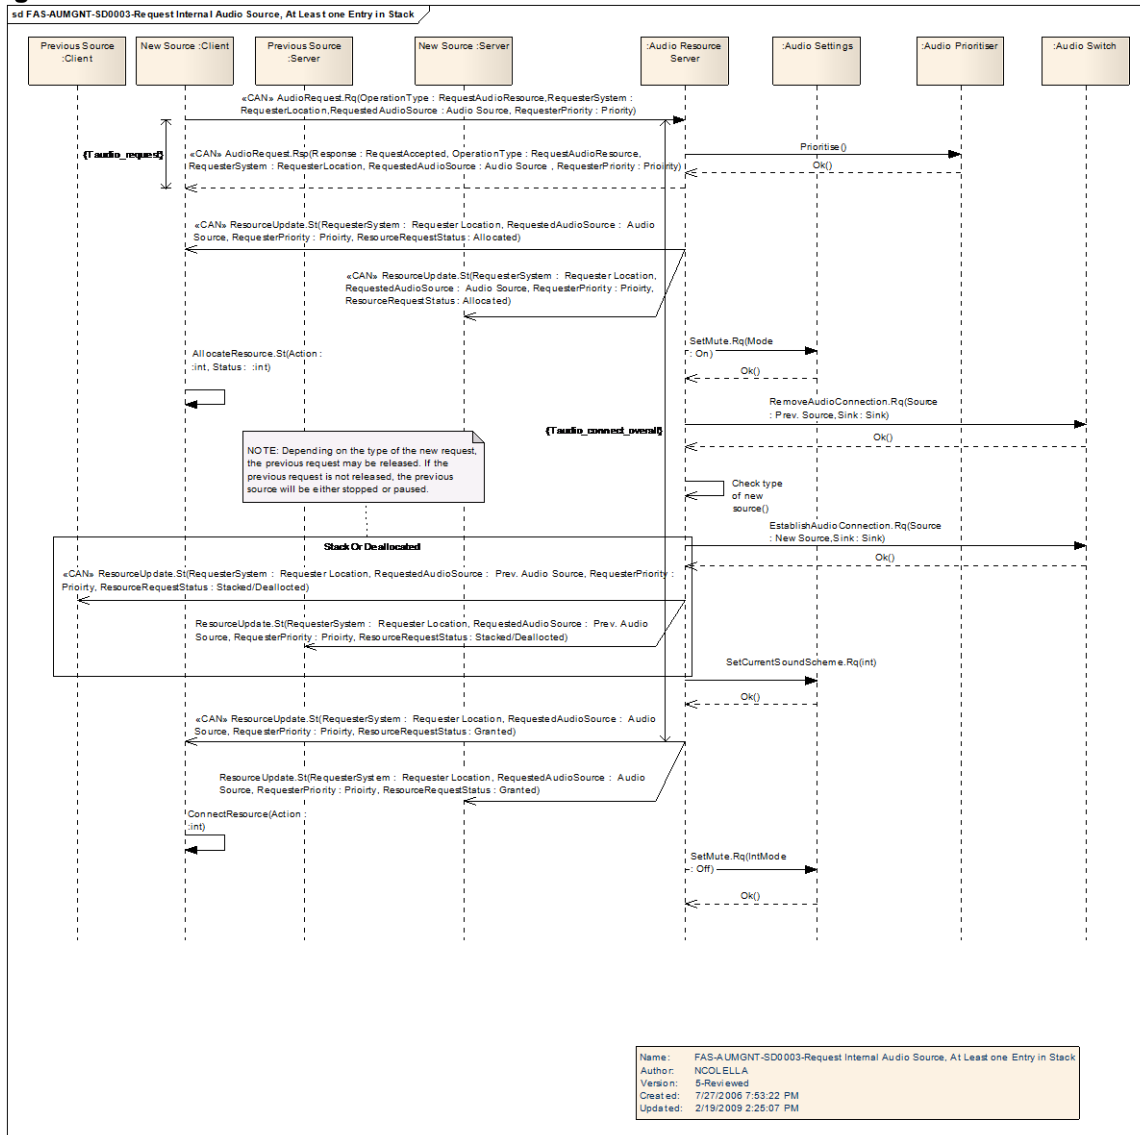 sd FAS-AUMGNT-SD0003-Request Internal Audio Source, At Least one Entry in Stack
Previous Source
:Client
New Source :Client
Previous Source
:Server
New Source :Server
:Audio Resource
Server
:Audio Settings
:Audio Prioritiser
:Audio Switch
«CAN» AudioRequest.Rq(OperationType : RequestAudioResource,RequesterSystem :
RequesterLocation,RequestedAudioSource : Audio Source, RequesterPriority : Priority)
{Taudio_request}
«CAN» AudioRequest.Rsp(Response : RequestAccepted, OperationType : RequestAudioResource,
RequesterSystem : RequesterLocation, RequestedAudioSource : Audio Source , RequesterPriority : Prioirty)
Prioritise()
Ok()
«CAN» ResourceUpdate.St(RequesterSystem : Requester Location, RequestedAudioSource : Audio
Source, RequesterPriority : Prioirty, ResourceRequestStatus : Allocated)
«CAN» ResourceUpdate.St(RequesterSystem : Requester Location,
RequestedAudioSource : Audio Source, RequesterPriority : Prioirty,
ResourceRequestStatus : Allocated)
SetMute.Rq(Mode
: On)
Ok()
AllocateResource.St(Action :
:int, Status : :int)
RemoveAudioConnection.Rq(Source
: Prev. Source,Sink : Sink)
Ok()
{Taudio_connect_overall}
NOTE: Depending on the type of the new request,
the previous request may be released. If the
previous request is not released, the previous
source will be either stopped or paused.
Check type
of new
source()
EstablishAudioConnection.Rq(Source
: New Source,Sink : Sink)
Ok()
Stack Or Deallocated
«CAN» ResourceUpdate.St(RequesterSystem : Requester Location, RequestedAudioSource : Prev. Audio Source, RequesterPriority :
Prioirty, ResourceRequestStatus : Stacked/Deallocted)
ResourceUpdate.St(RequesterSystem : Requester Location, RequestedAudioSource : Prev. Audio
Source, RequesterPriority : Prioirty, ResourceRequestStatus : Stacked/Deallocted)
SetCurrentSoundScheme.Rq(int)
Ok()
«CAN» ResourceUpdate.St(RequesterSystem : Requester Location, RequestedAudioSource : Audio
Source, RequesterPriority : Prioirty, ResourceRequestStatus : Granted)
ResourceUpdate.St(RequesterSystem : Requester Location, RequestedAudioSource : Audio
Source, RequesterPriority : Prioirty, ResourceRequestStatus : Granted)
ConnectResource(Action :
:int)
SetMute.Rq(IntMode
: Off)
Ok()
Name: FAS-AUMGNT-SD0003-Request Internal Audio Source, At Least one Entry in Stack
Author: NCOLELLA
Version: 5-Reviewed
Created: 7/27/2006 7:53:22 PM
Updated: 2/19/2009 2:25:07 PM